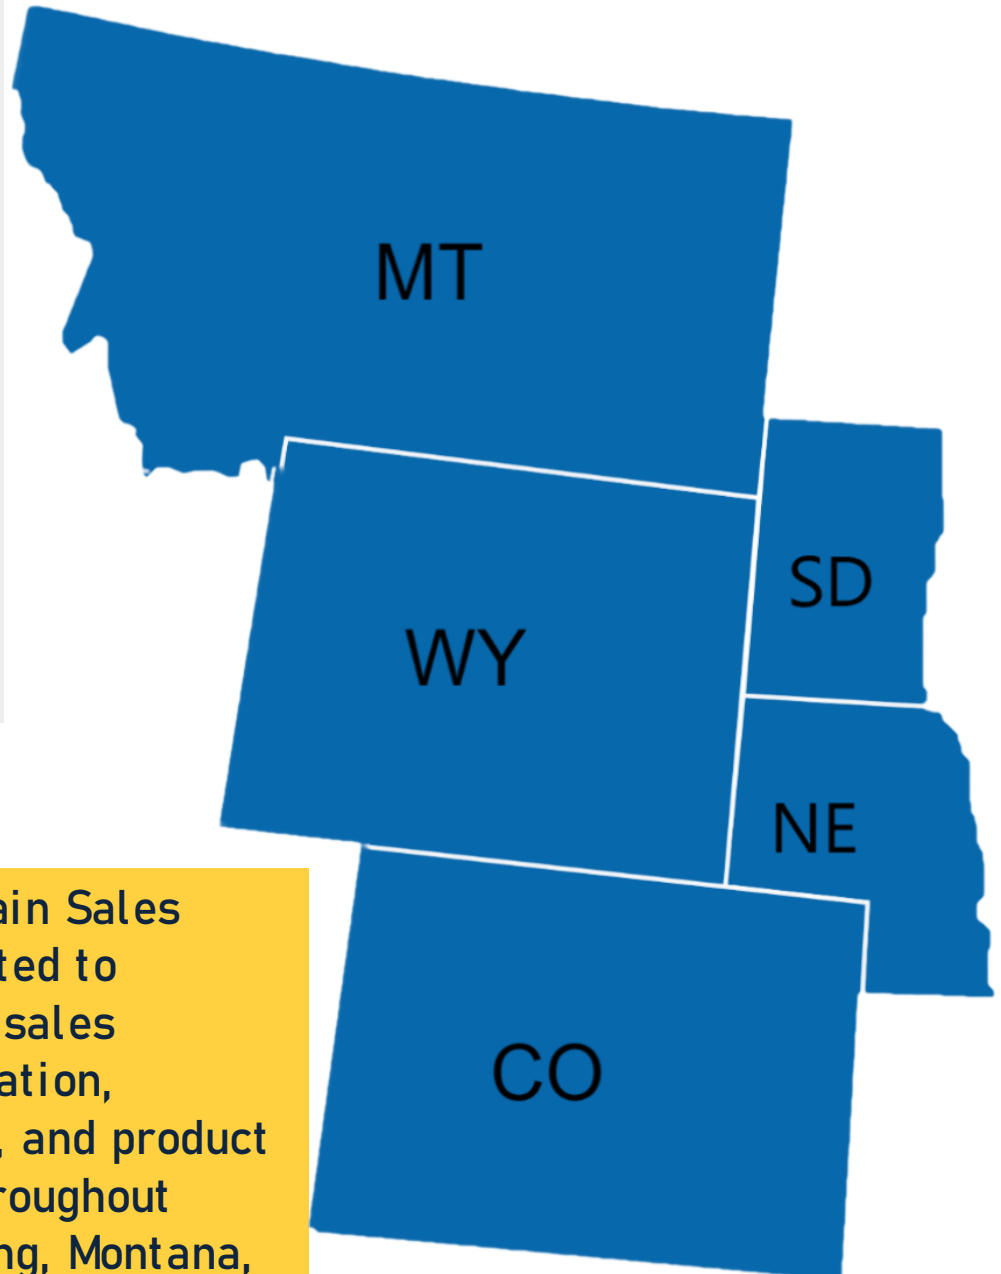 MT
SD
WY
NE
CO
ain Sales
ted to
sales
ation,
, and product
roughout
ng, Montana,